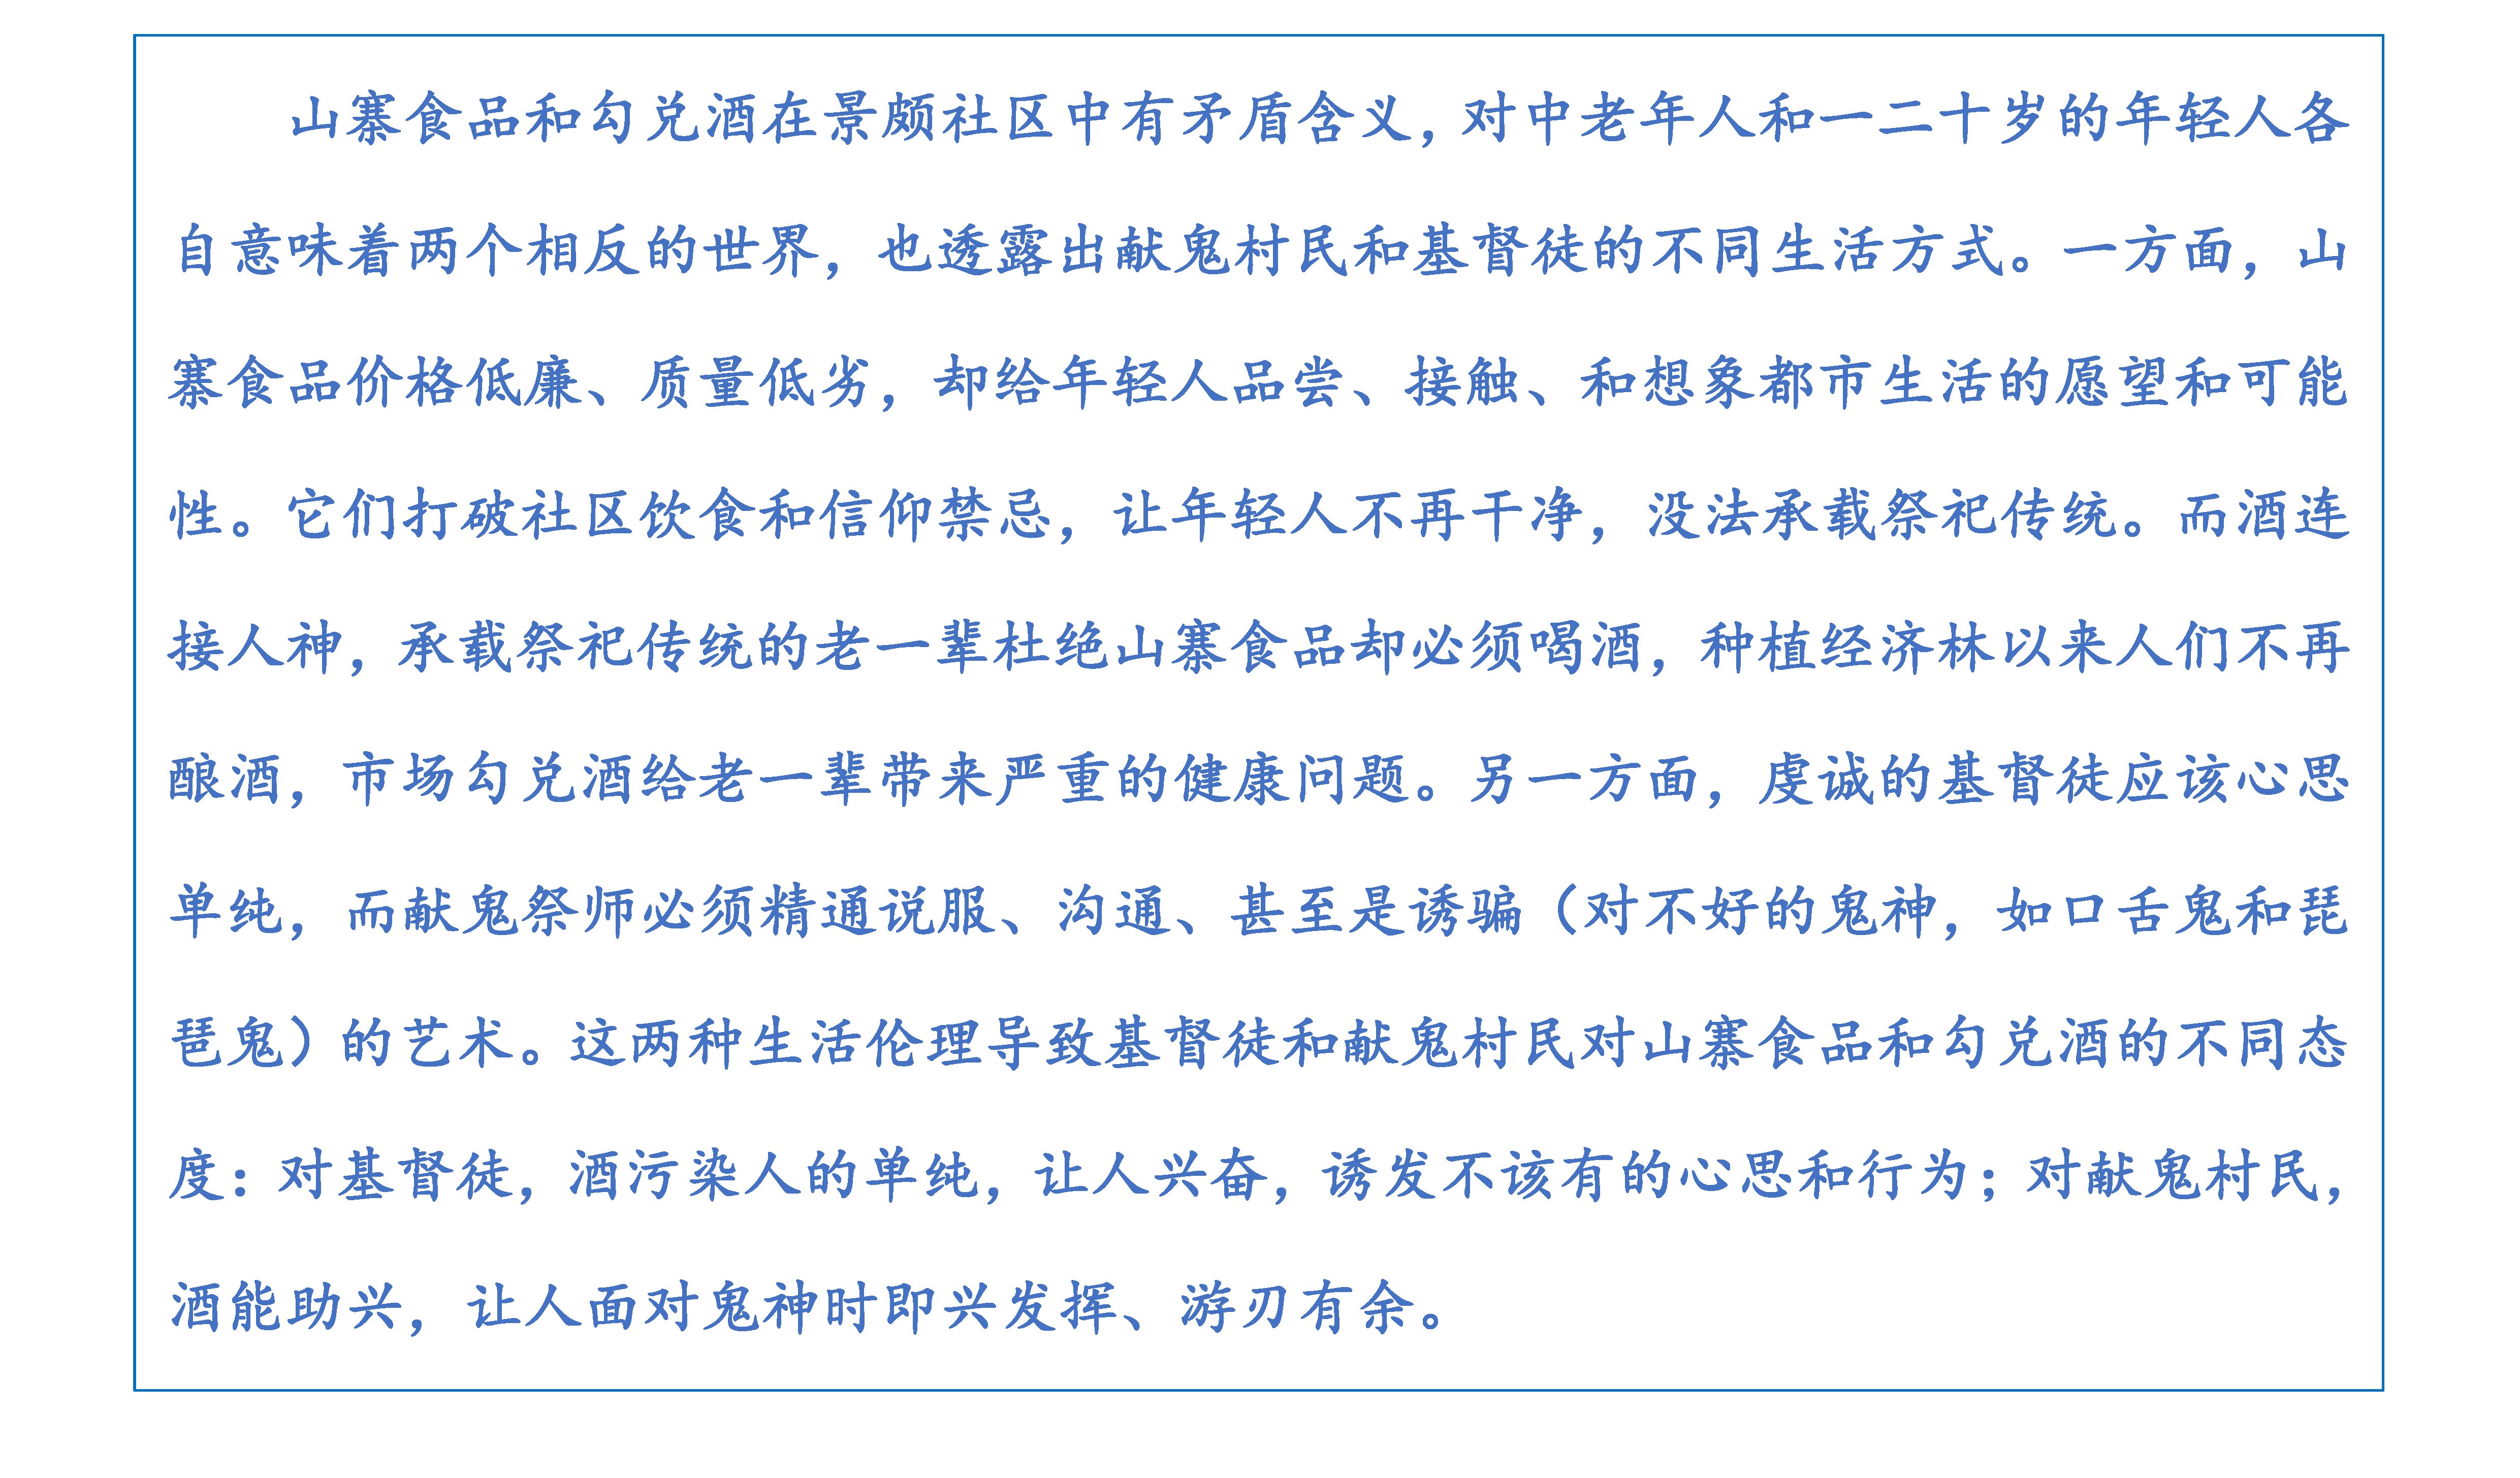 山寨食品和勾兑酒在景颇社区中有矛盾含义，对中老年人和一二十岁的年轻人各
自意味着两个相反的世界，也透露出献鬼村民和基督徒的不同生活方式。一方面，山
寨食品价格低廉、质量低劣，却给年轻人品尝、接触、和想象都市生活的愿望和可能
性。它们打破社区饮食和信仰禁忌，让年轻人不再干净，没法承载祭祀传统。而酒连
接人神，承载祭祀传统的老一辈杜绝山寨食品却必须喝酒，种植经济林以来人们不再
酿酒，市场勾兑酒给老一辈带来严重的健康问题。另一方面，虔诚的基督徒应该心思
单纯，而献鬼祭师必须精通说服、沟通、甚至是诱骗（对不好的鬼神，如口舌鬼和琵
琶鬼）的艺术。这两种生活伦理导致基督徒和献鬼村民对山寨食品和勾兑酒的不同态
度：对基督徒，酒污染人的单纯，让人兴奋，诱发不该有的心思和行为；对献鬼村民，
酒能助兴，让人面对鬼神时即兴发挥、游刃有余。